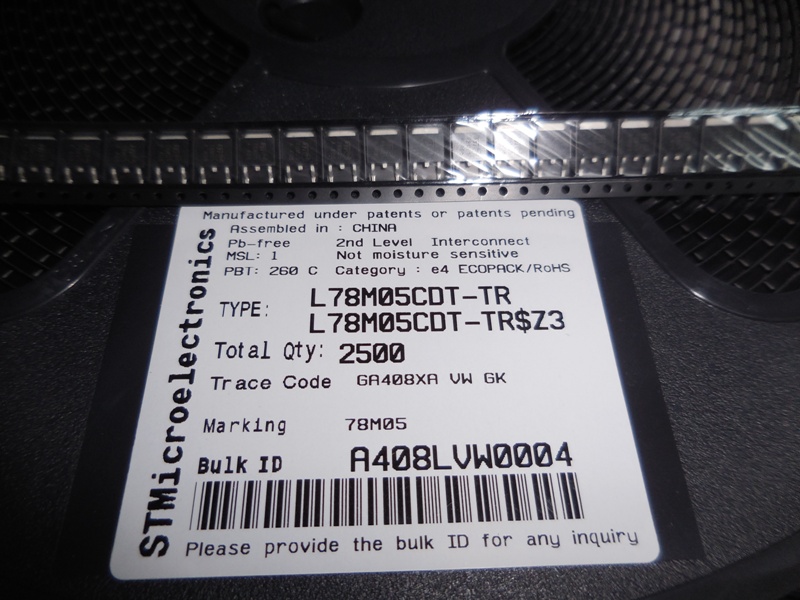 Manufactured under patents or patents pending
Assembled in : CHINA
Pb-free 2nd Level Interconnect
MSL: 1 Not moisture sensitive
PBT: 260 C Category : e4 ECOPACK/RoHS
TYPE: L78M05CDT-TR
L78M05CDT-TR$Z3
Total Qty: 2500
Trace Code GA408XA VW GK
Marking 78M05
Bulk ID A408LVW0004
Please provide the bulk ID for any inquiry
STMicroelectronics